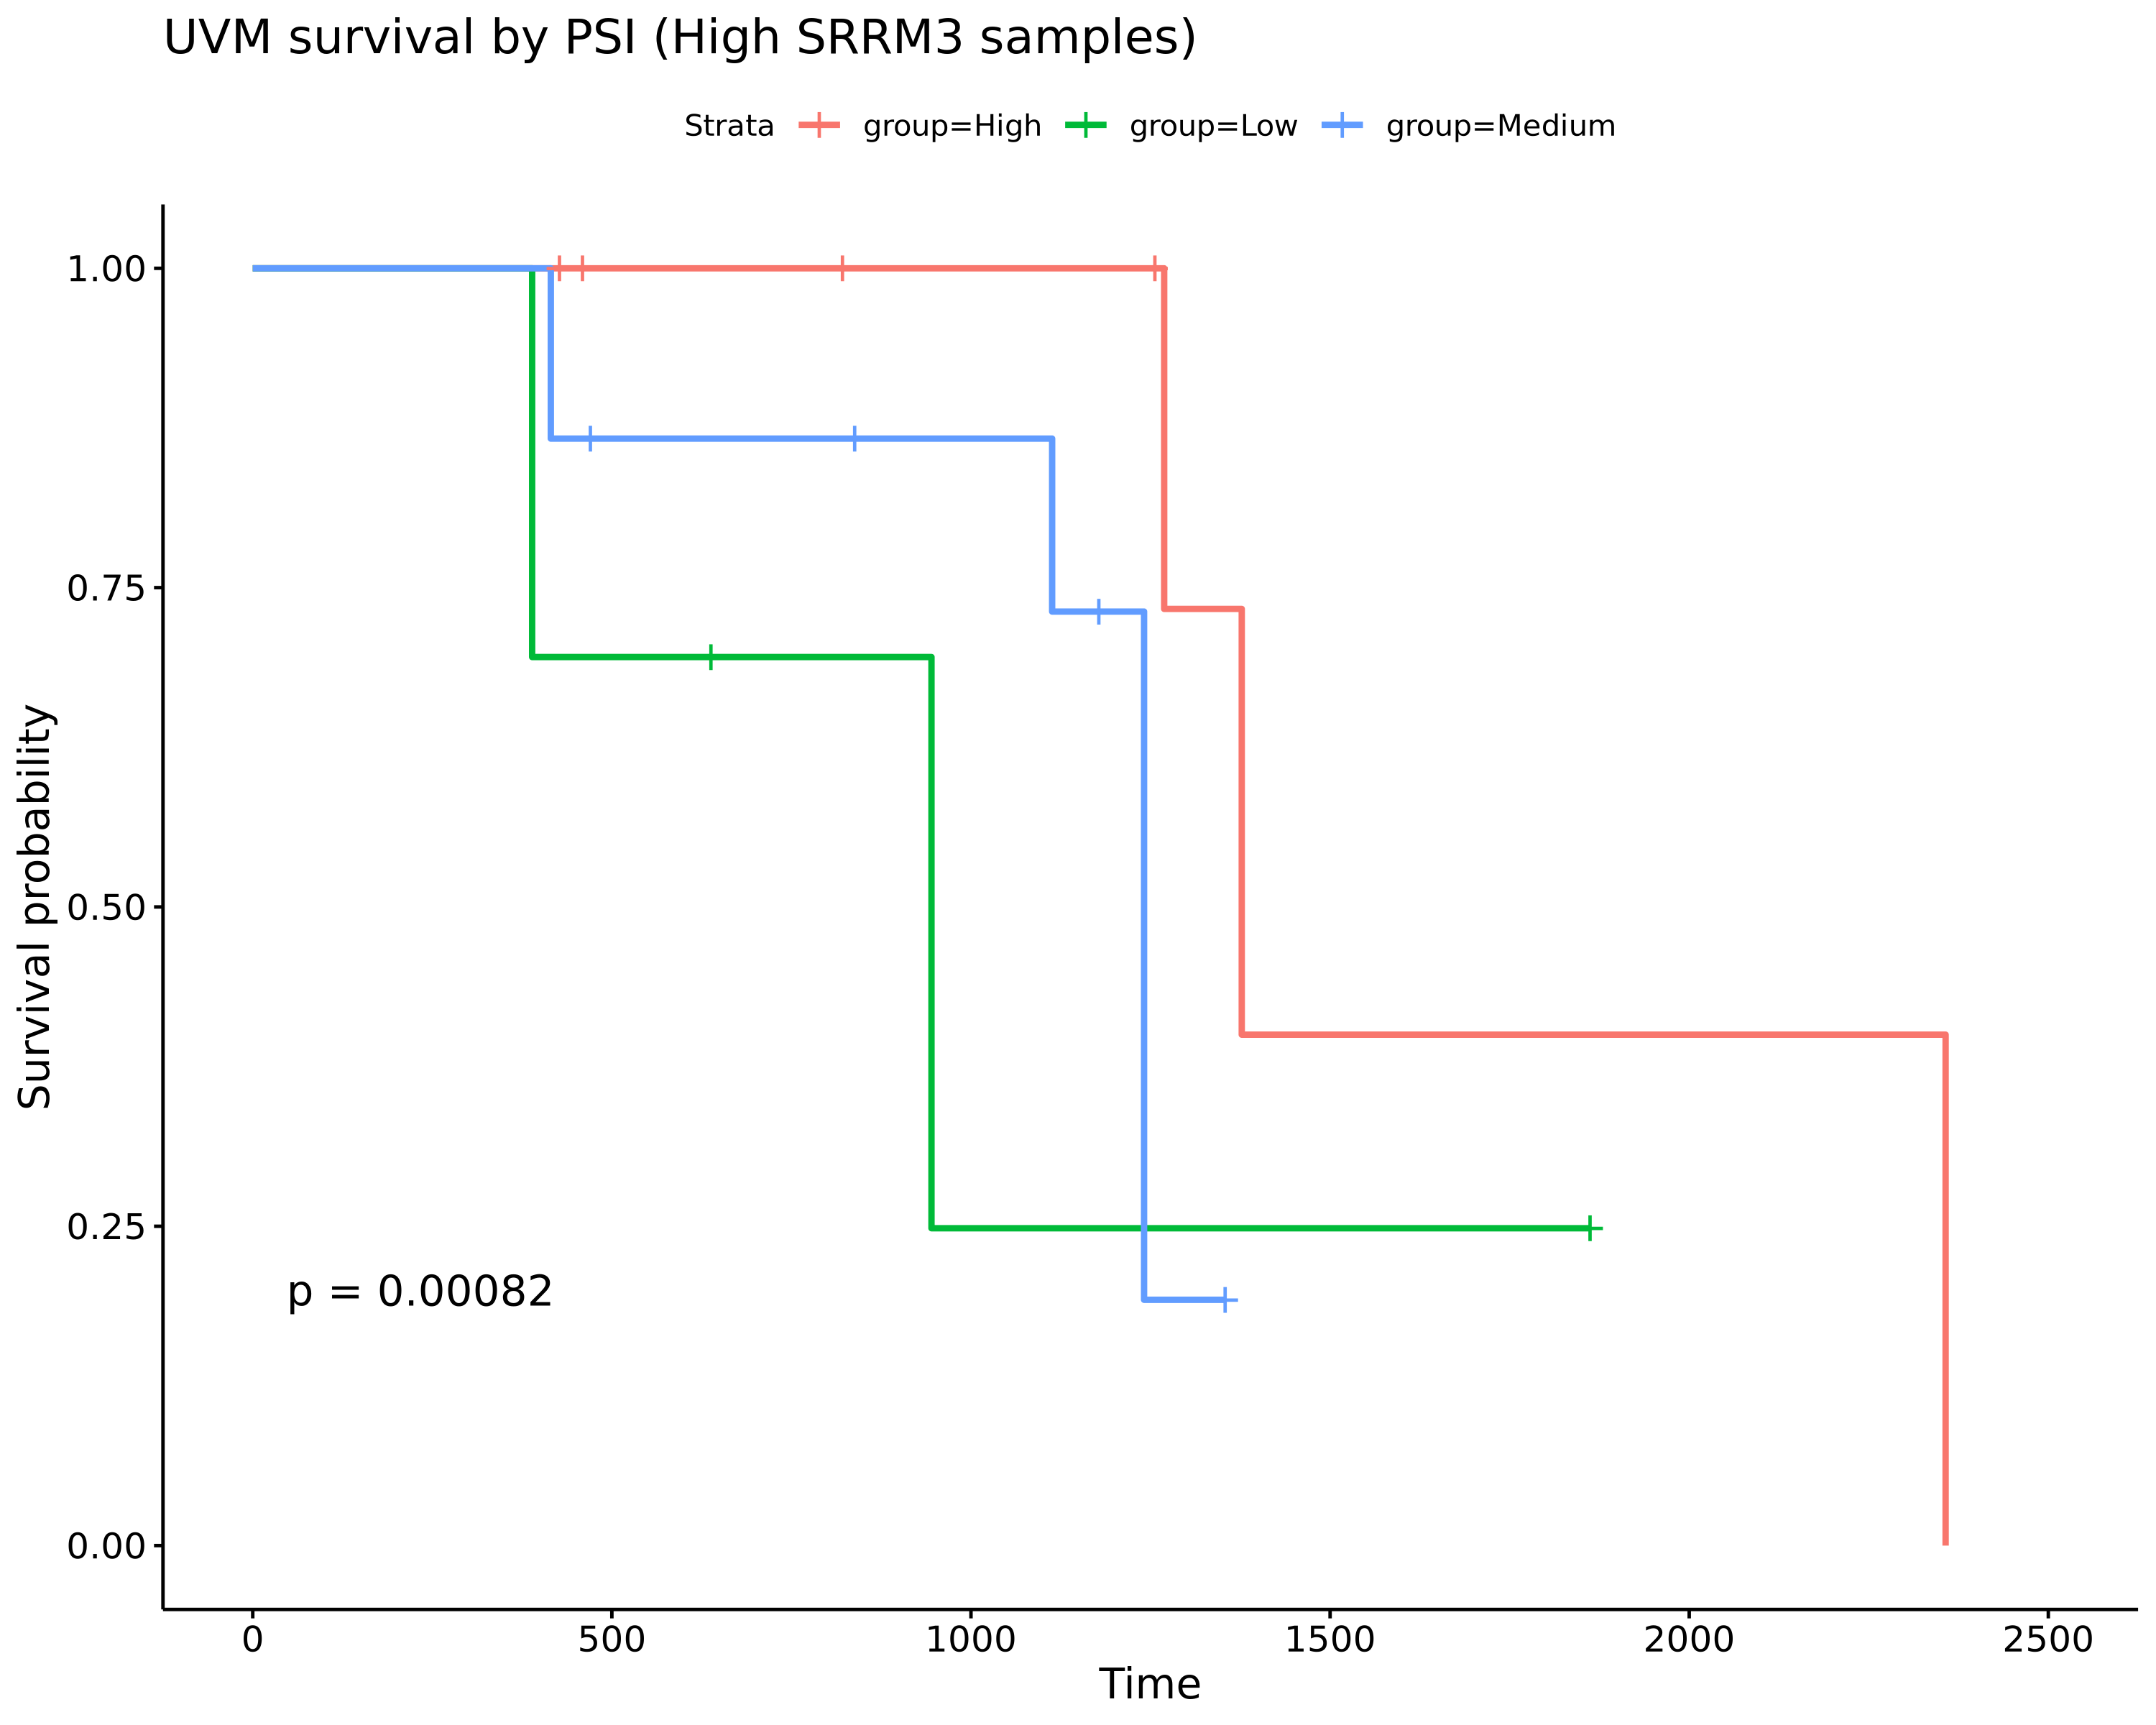 UVM survival by PSI (High SRRM3 samples)
Strata group=High group=Low group=Medium
Survival probability
1.00
0.75
0.50
0.25
0.00
p = 0.00082
0 500 1000 1500 2000 2500
Time